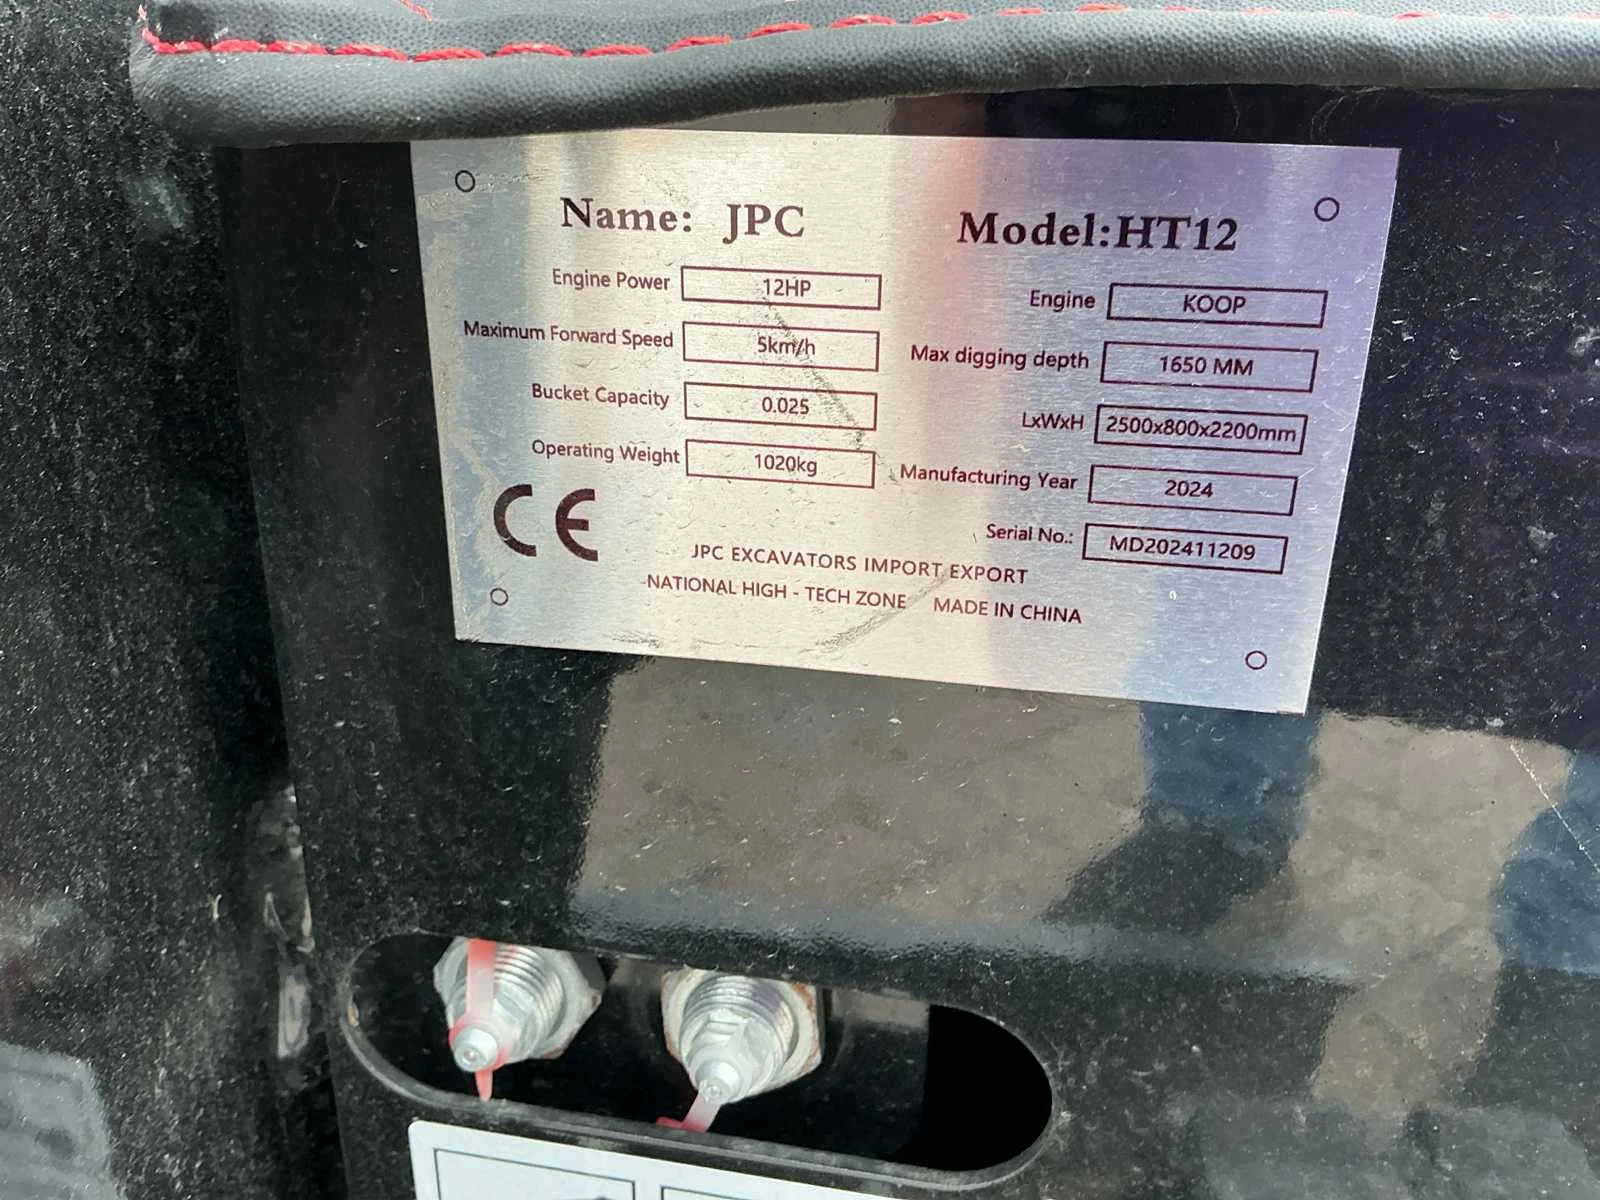 Name: JPC Model:HT12
Engine Power 12HP Engine KOOP
Maximum Forward Speed 5km/h Max digging depth 1650 MM
Bucket Capacity 0.025 LxWxH 2500x800x2200mm
Operating Weight 1020kg Manufacturing Year 2024
CE Serial No.: MD202411209
JPC EXCAVATORS IMPORT EXPORT
NATIONAL HIGH - TECH ZONE MADE IN CHINA